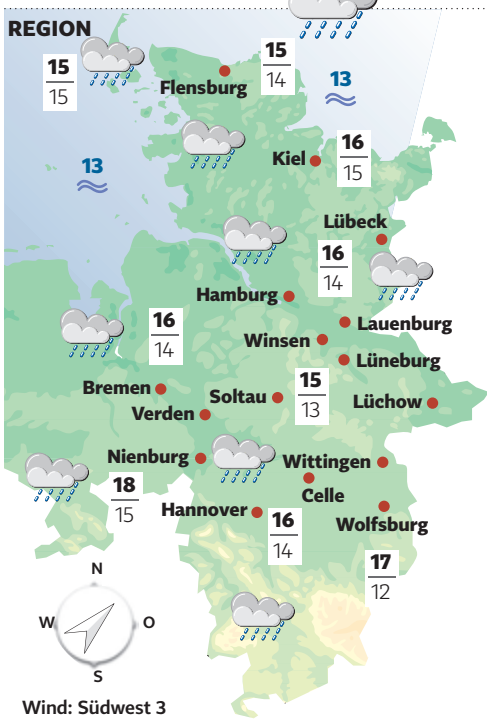 REGION
15
15
15
14
Flensburg
13
13
Kiel
16
15
Lübeck
16
14
Hamburg
Lauenburg
Winsen
Lüneburg
16
14
Bremen
Verden
Soltau
15
13
Lüchow
Nienburg
Wittingen
Celle
18
15
Hannover
16
14
Wolfsburg
17
12
N
W
O
S
Wind: Südwest 3